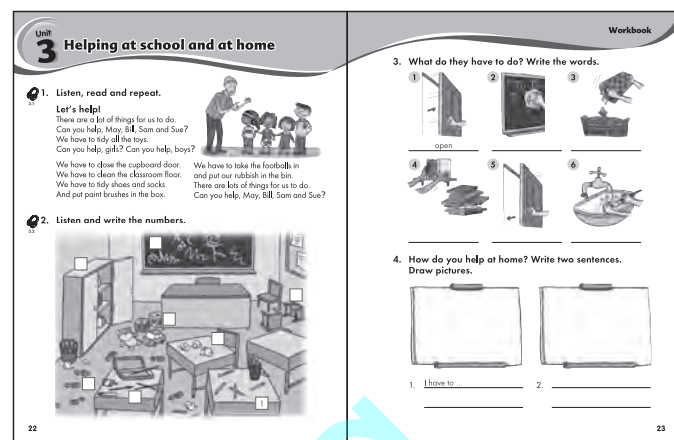 Unit
3 Helping at school and at home
3.1
1. Listen, read and repeat.
Let's help!
There are a lot of things for us to do.
Can you help, May, Bill, Sam and Sue?
We have to tidy all the toys.
Can you help, girls? Can you help, boys?
We have to close the cupboard door.
We have to clean the classroom floor.
We have to tidy shoes and socks
And put paint brushes in the box.
We have to take the footballs in
and put our rubbish in the bin.
There are lots of things for us to do.
Can you help, May, Bill, Sam and Sue?
3.2
2. Listen and write the numbers.
1
22
Workbook
3. What do they have to do? Write the words.
1
2
3
open
4
5
6
4. How do you help at home? Write two sentences.
Draw pictures.
1. I have to ...
2.
23